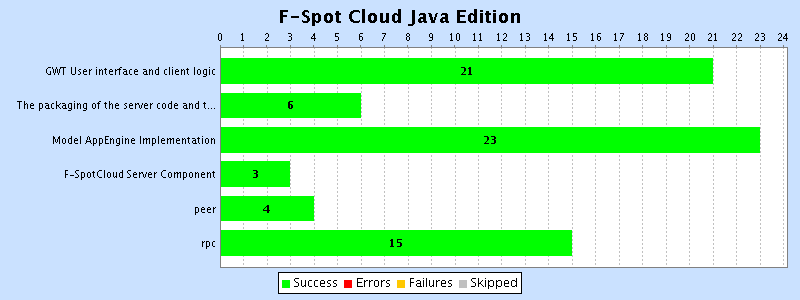 F-Spot Cloud Java Edition
0 1 2 3 4 5 6 7 8 9 10 11 12 13 14 15 16 17 18 19 20 21 22 23 24
GWT User interface and client logic 21
The packaging of the server code and t... 6
Model AppEngine Implementation 23
F-SpotCloud Server Component 3
peer 4
rpc 15
Success Errors Failures Skipped